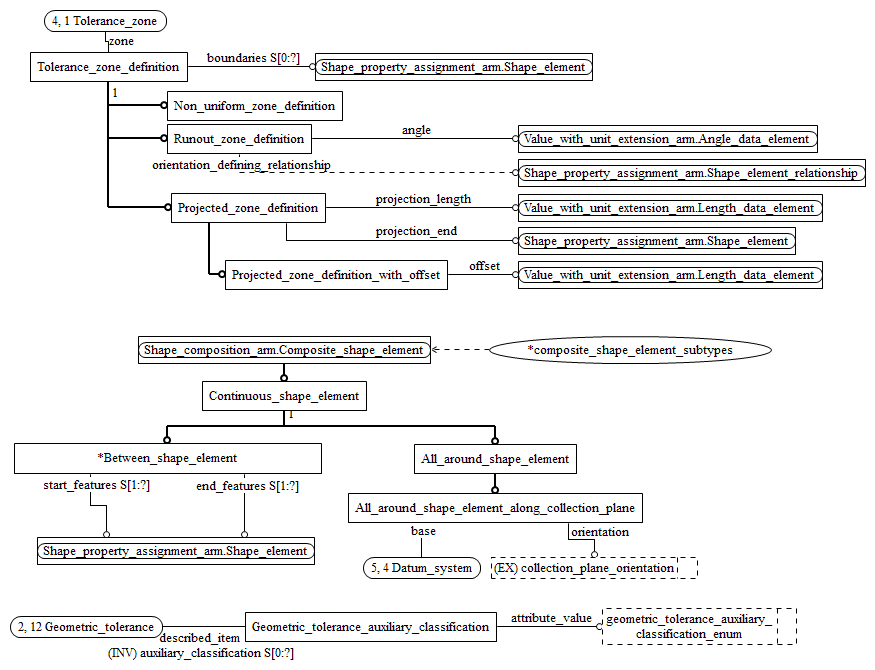 4, 1 Tolerance_zone
zone
Tolerance_zone_definition
boundaries S[0:?]
Shape_property_assignment_arm.Shape_element
1
Non_uniform_zone_definition
Runout_zone_definition
angle
Value_with_unit_extension_arm.Angle_data_element
orientation_defining_relationship
Shape_property_assignment_arm.Shape_element_relationship
Projected_zone_definition
projection_length
Value_with_unit_extension_arm.Length_data_element
projection_end
Shape_property_assignment_arm.Shape_element
Projected_zone_definition_with_offset
offset
Value_with_unit_extension_arm.Length_data_element
Shape_composition_arm.Composite_shape_element
*composite_shape_element_subtypes
Continuous_shape_element
1
*Between_shape_element
All_around_shape_element
start_features S[1:?]
end_features S[1:?]
All_around_shape_element_along_collection_plane
base
orientation
Shape_property_assignment_arm.Shape_element
5, 4 Datum_system
(EX) collection_plane_orientation
2, 12 Geometric_tolerance
described_item
(INV) auxiliary_classification S[0:?]
Geometric_tolerance_auxiliary_classification
attribute_value
geometric_tolerance_auxiliary_
classification_enum